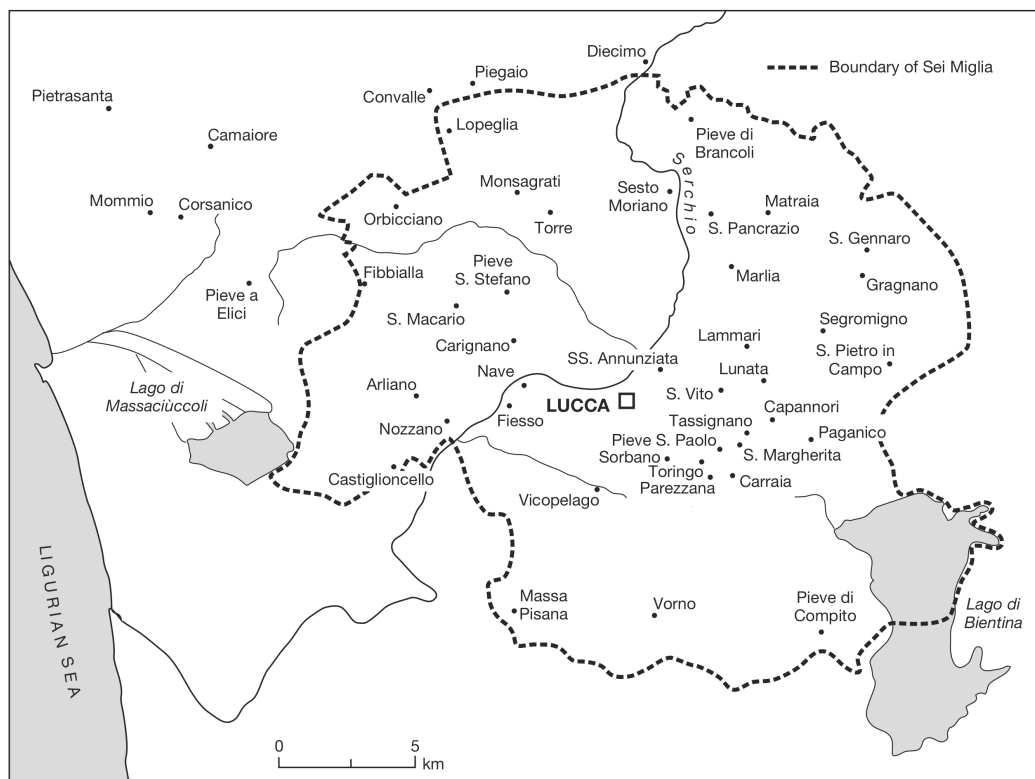 Diecimo
Boundary of Sei Miglia
Piegaio
Convalle
Pietrasanta
Lopeglia
Camaiore
Pieve di
Brancoli
Serchio
Monsagrati
Sesto
Moriano
Matraia
Mommio
Corsanico
Orbicciano
Torre
S. Pancrazio
S. Gennaro
Fibbialla
Pieve
S. Stefano
Marlia
Gragnano
Pieve a
Elici
S. Macario
Segromigno
Carignano
Lammari
SS. Annunziata
S. Pietro in
Campo
Nave
Lunata
Lago di
Massaciùccoli
Arliano
S. Vito
LUCCA
Fiesso
Capannori
Nozzano
Tassignano
Paganico
Pieve S. Paolo
Sorbano
S. Margherita
Toringo
Parezzana
Carraia
Castiglioncello
Vicopelago
LIGURIAN SEA
Massa
Pisana
Vorno
Pieve di
Compito
Lago di
Bientina
0 5
km